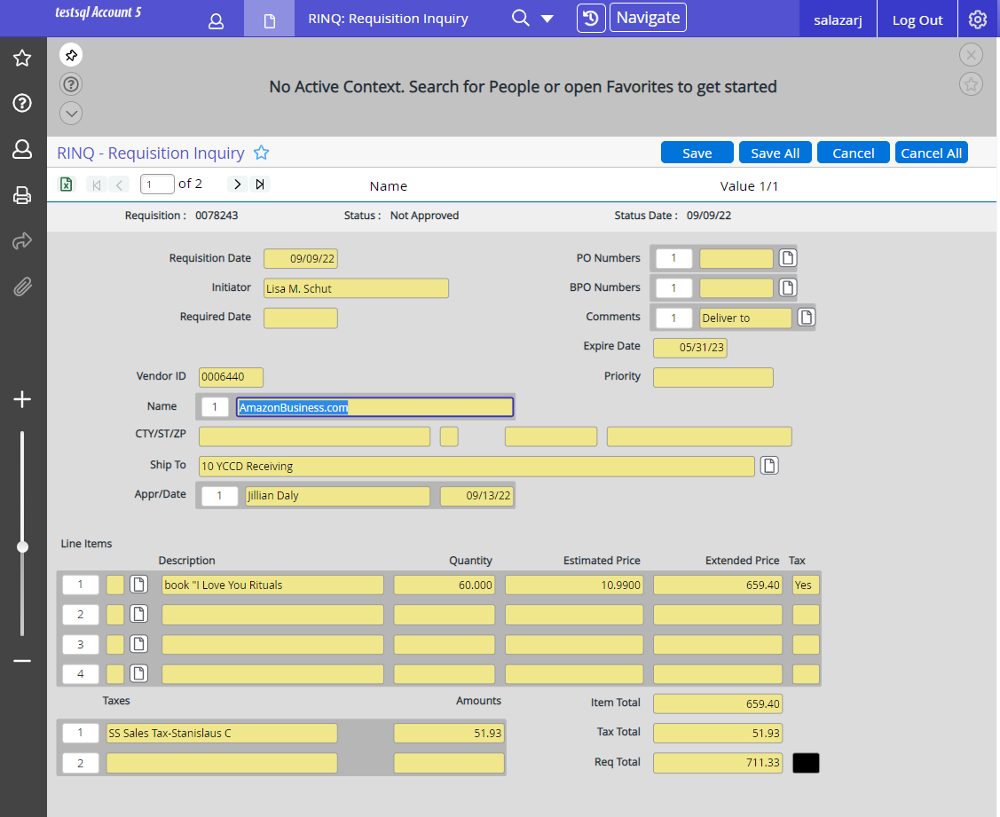 testsql Account 5 RINQ: Requisition Inquiry Navigate salazarj Log Out
No Active Context. Search for People or open Favorites to get started
RINQ - Requisition Inquiry Save Save All Cancel Cancel All
1 of 2 Name Value 1/1
Requisition : 0078243 Status : Not Approved Status Date : 09/09/22
Requisition Date 09/09/22 PO Numbers 1
Initiator Lisa M. Schut BPO Numbers 1
Required Date Comments 1 Deliver to
Expire Date 05/31/23
Vendor ID 0006440 Priority
Name 1 AmazonBusiness.com
CTY/ST/ZP
Ship To 10 YCCD Receiving
Appr/Date 1 Jillian Daly 09/13/22
Line Items
Description Quantity Estimated Price Extended Price Tax
1 book "I Love You Rituals 60.000 10.9900 659.40 Yes
2
3
4
Taxes Amounts Item Total 659.40
1 SS Sales Tax-Stanislaus C 51.93 Tax Total 51.93
2 Req Total 711.33